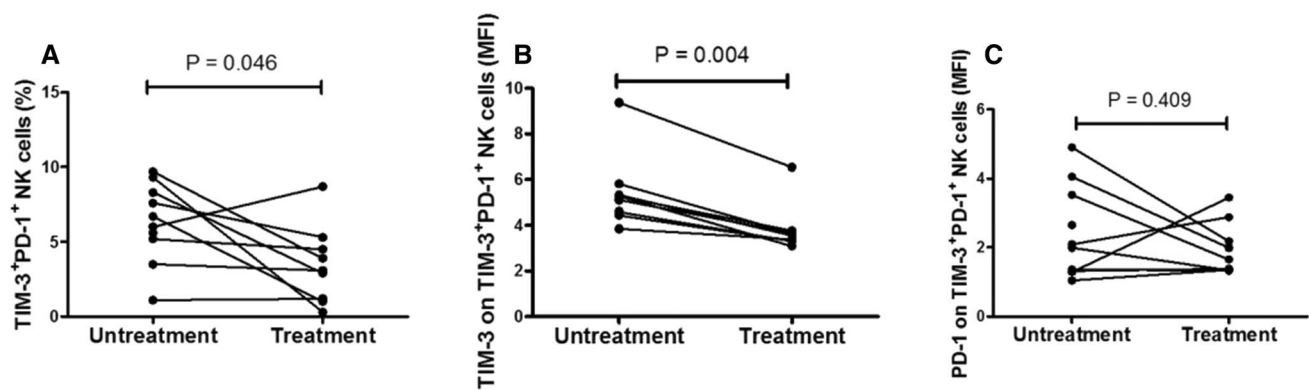 A
P = 0.046
TIM-3⁺PD-1⁺ NK cells (%)
15
10
5
0
Untreatment
Treatment
B
P = 0.004
TIM-3 on TIM-3⁺PD-1⁺ NK cells (MFI)
10
8
6
4
2
0
Untreatment
Treatment
C
P = 0.409
PD-1 on TIM-3⁺PD-1⁺ NK cells (MFI)
6
4
2
0
Untreatment
Treatment